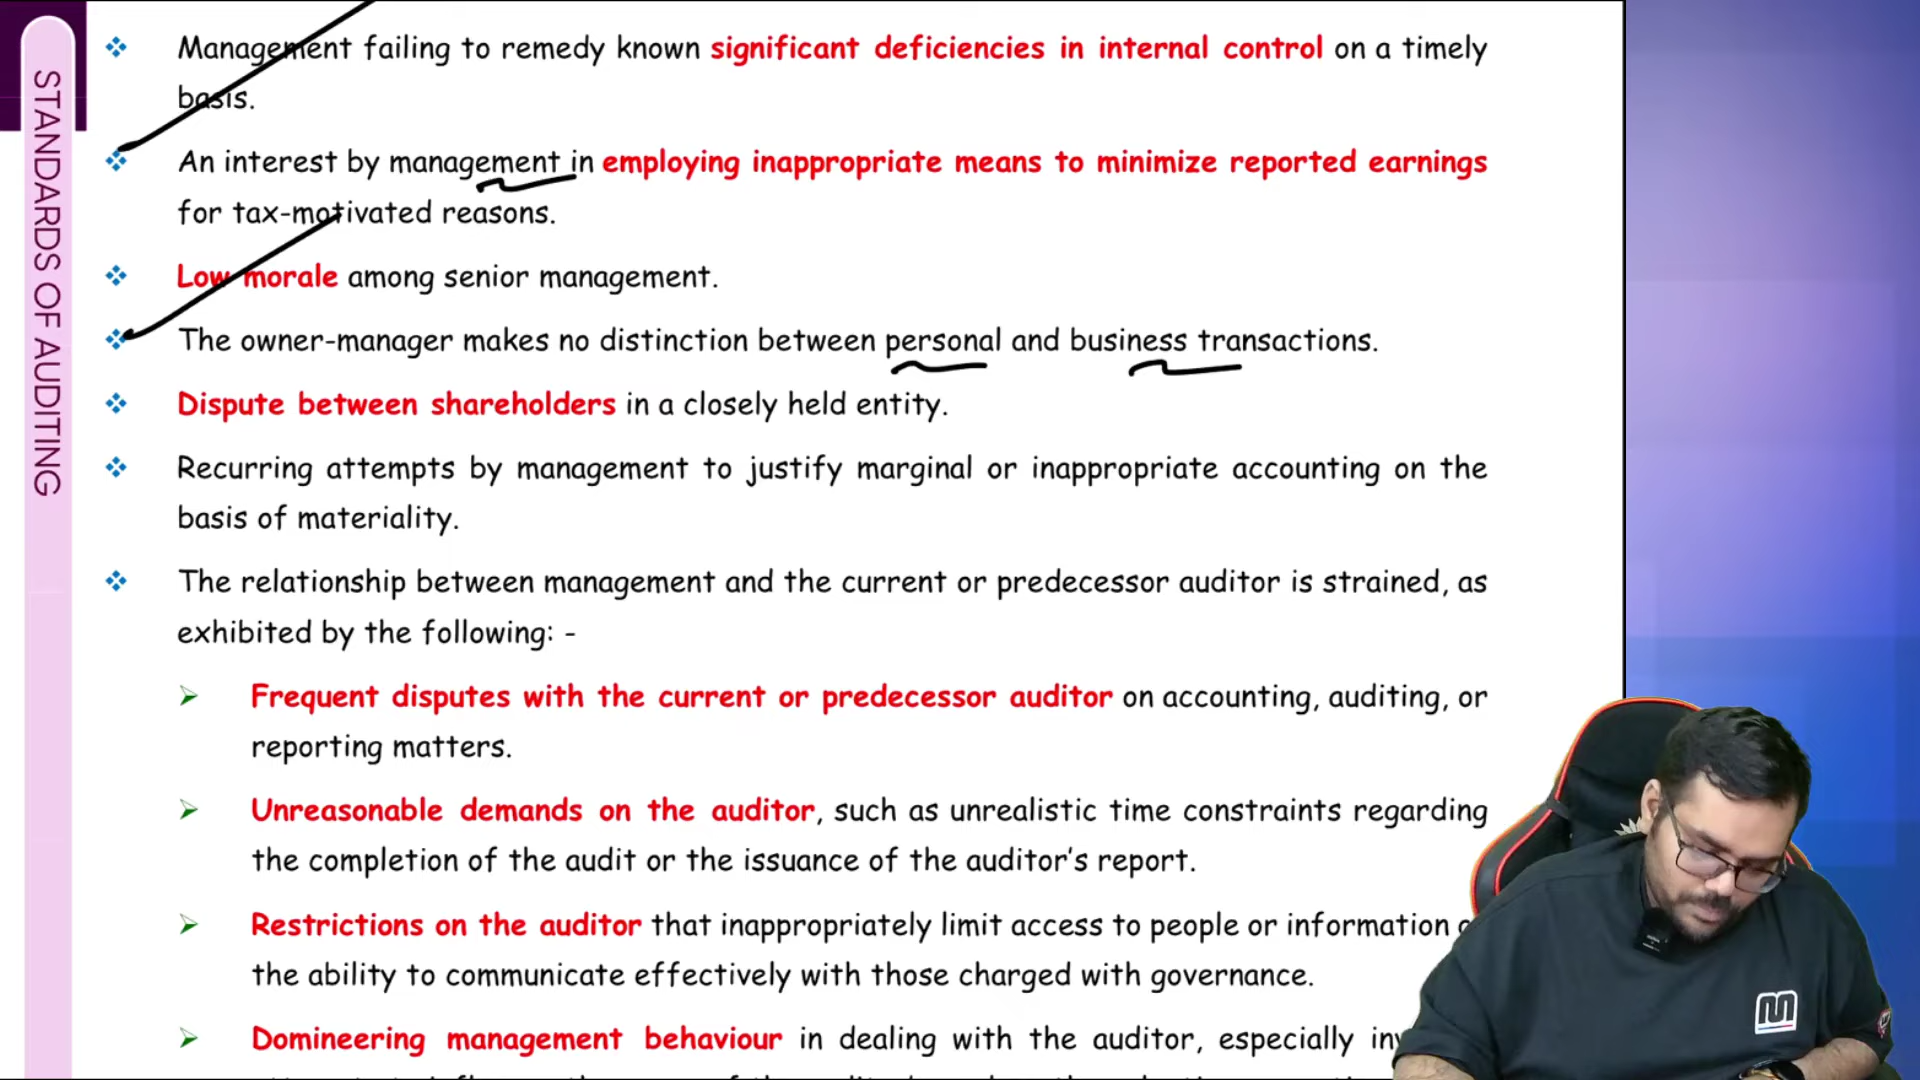 STANDARDS OF AUDITING
Management failing to remedy known significant deficiencies in internal control on a timely
basis.
An interest by management in employing inappropriate means to minimize reported earnings
for tax-motivated reasons.
Low morale among senior management.
The owner-manager makes no distinction between personal and business transactions.
Dispute between shareholders in a closely held entity.
Recurring attempts by management to justify marginal or inappropriate accounting on the
basis of materiality.
The relationship between management and the current or predecessor auditor is strained, as
exhibited by the following: -
Frequent disputes with the current or predecessor auditor on accounting, auditing, or
reporting matters.
Unreasonable demands on the auditor, such as unrealistic time constraints regarding
the completion of the audit or the issuance of the auditor's report.
Restrictions on the auditor that inappropriately limit access to people or information
the ability to communicate effectively with those charged with governance.
Domineering management behaviour in dealing with the auditor, especially